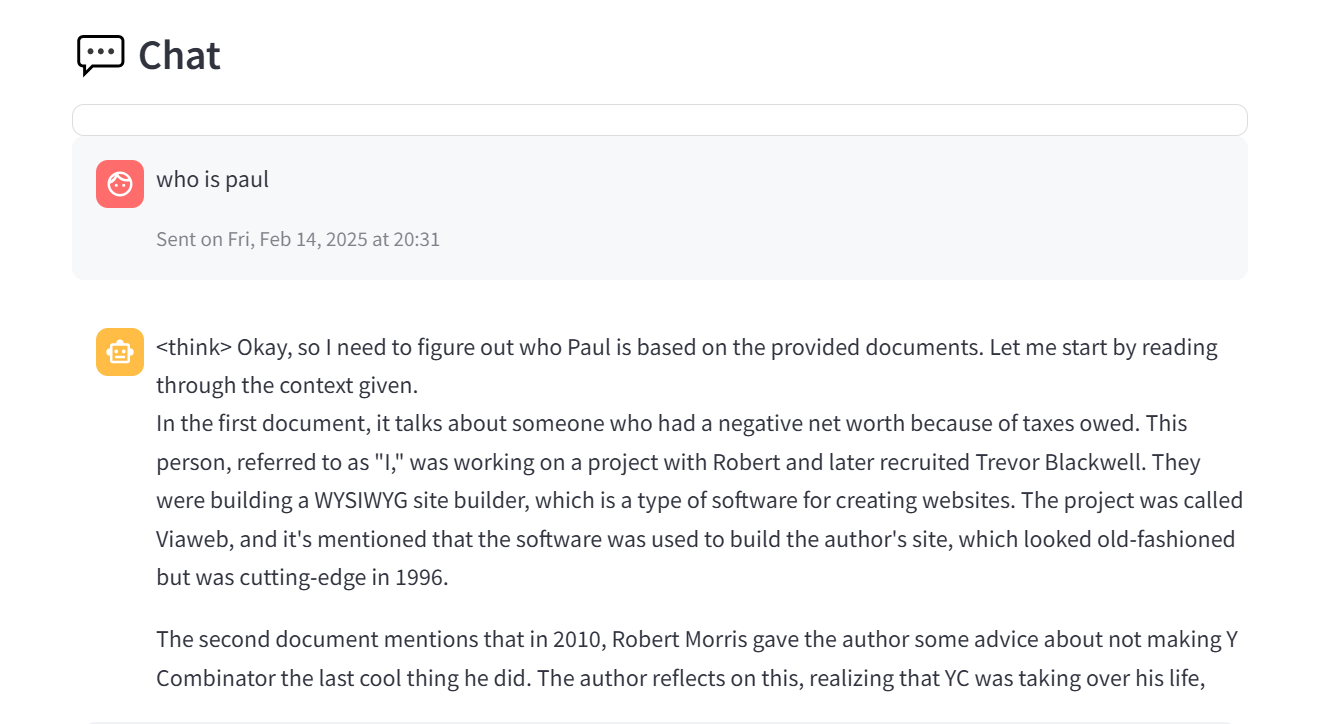 Chat
who is paul
Sent on Fri, Feb 14, 2025 at 20:31
<think> Okay, so I need to figure out who Paul is based on the provided documents. Let me start by reading
through the context given.
In the first document, it talks about someone who had a negative net worth because of taxes owed. This
person, referred to as "I," was working on a project with Robert and later recruited Trevor Blackwell. They
were building a WYSIWYG site builder, which is a type of software for creating websites. The project was called
Viaweb, and it's mentioned that the software was used to build the author's site, which looked old-fashioned
but was cutting-edge in 1996.
The second document mentions that in 2010, Robert Morris gave the author some advice about not making Y
Combinator the last cool thing he did. The author reflects on this, realizing that YC was taking over his life,